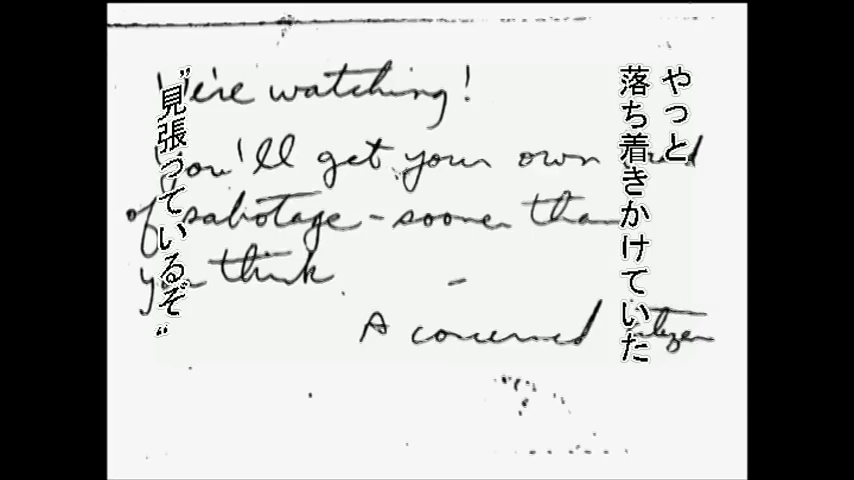 We're watching!
You'll get your own
of sabotage - sooner than
you think -
A concerned citizen
やっと
落ち着きかけていた
"見張っているぞ"